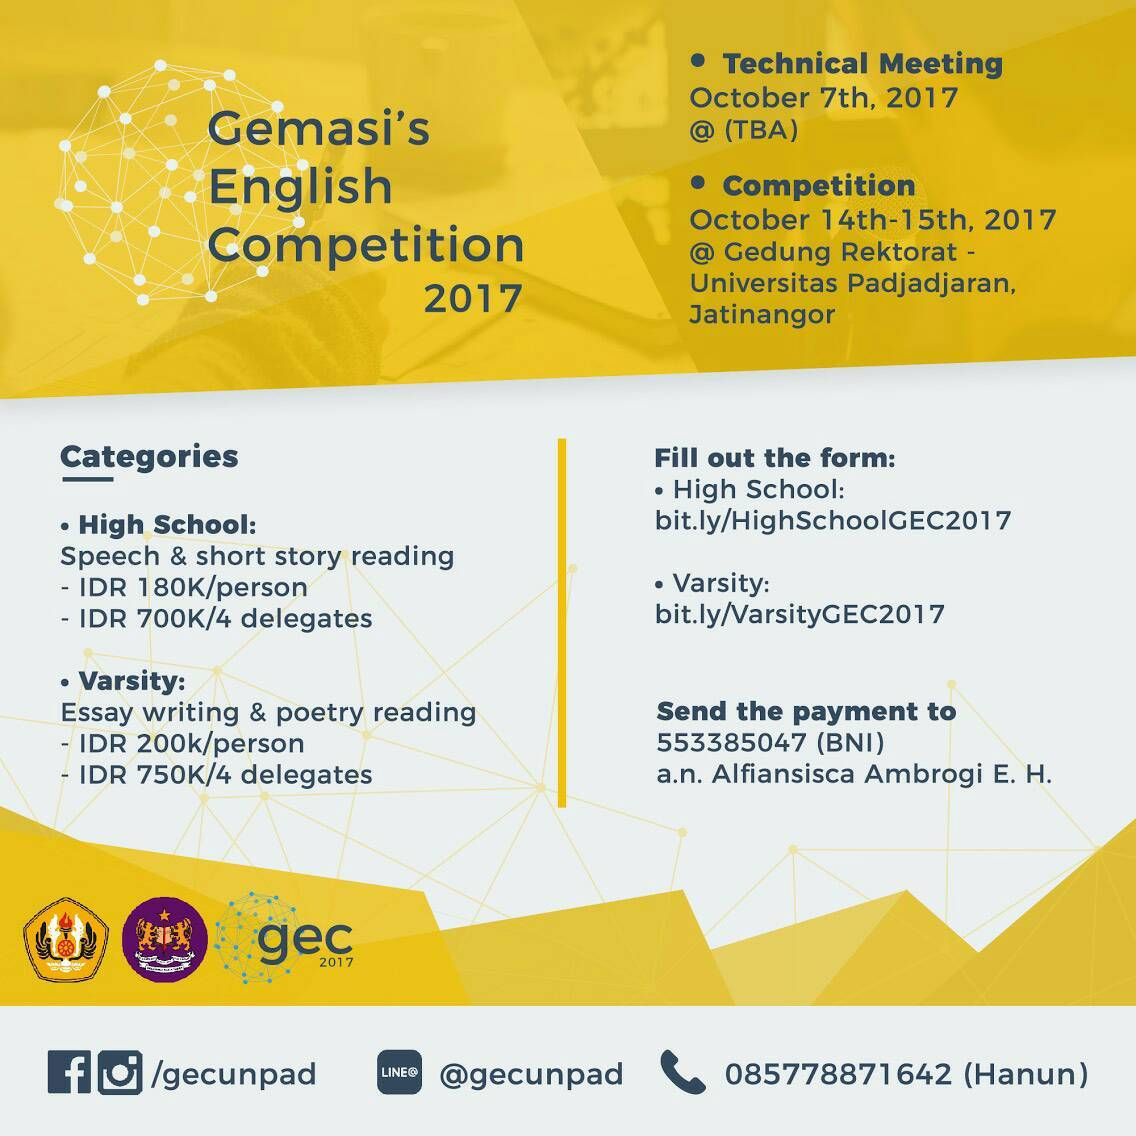 Gemasi's
English
Competition
2017
• Technical Meeting
October 7th, 2017
@ (TBA)
• Competition
October 14th-15th, 2017
@ Gedung Rektorat -
Universitas Padjadjaran,
Jatinangor
Categories
• High School:
Speech & short story reading
- IDR 180K/person
- IDR 700K/4 delegates
• Varsity:
Essay writing & poetry reading
- IDR 200k/person
- IDR 750K/4 delegates
Fill out the form:
• High School:
bit.ly/HighSchoolGEC2017
• Varsity:
bit.ly/VarsityGEC2017
Send the payment to
553385047 (BNI)
a.n. Alfiansisca Ambrogi E. H.
gec
2017
/gecunpad
LINE@
@gecunpad
085778871642 (Hanun)